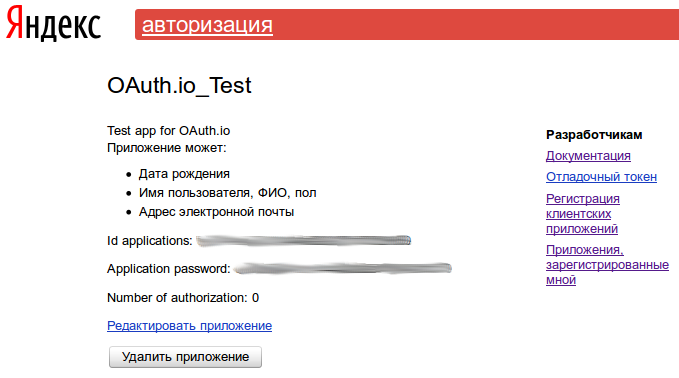 Яндекс
авторизация
OAuth.io_Test
Test app for OAuth.io
Приложение может:
Дата рождения
Имя пользователя, ФИО, пол
Адрес электронной почты
Id applications:
Application password:
Number of authorization: 0
Редактировать приложение
Удалить приложение
Разработчикам
Документация
Отладочный токен
Регистрация
клиентских
приложений
Приложения,
зарегистрированные
мной